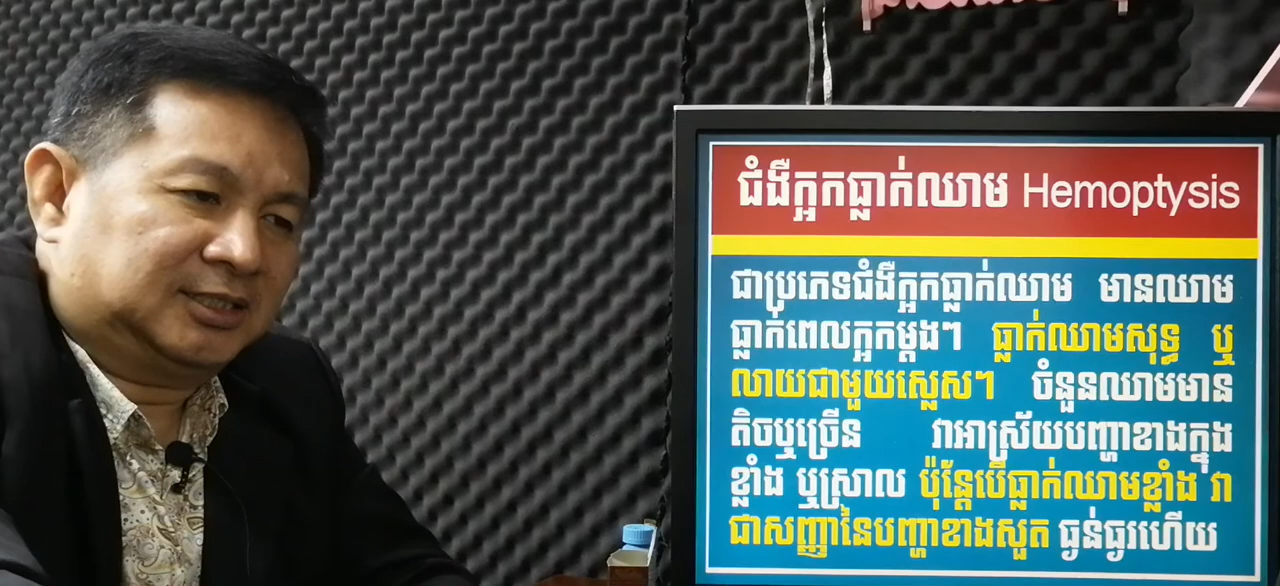 ជំងឺក្អកធ្លាក់ឈាម Hemoptysis
ជាប្រភេទជំងឺក្អកធ្លាក់ឈាម មានឈាម
ធ្លាក់ពេលក្អកម្ដងៗ ធ្លាក់ឈាមសុទ្ធ ឬ
លាយជាមួយស្លេសៗ ចំនួនឈាមមាន
តិចឬច្រើន វាអាស្រ័យបញ្ហាខាងក្នុង
ខ្លាំង ឬស្រាល ប៉ុន្តែបើធ្លាក់ឈាមខ្លាំង វា
ជាសញ្ញានៃបញ្ហាខាងសួត ធ្ងន់ធ្ងរហើយ